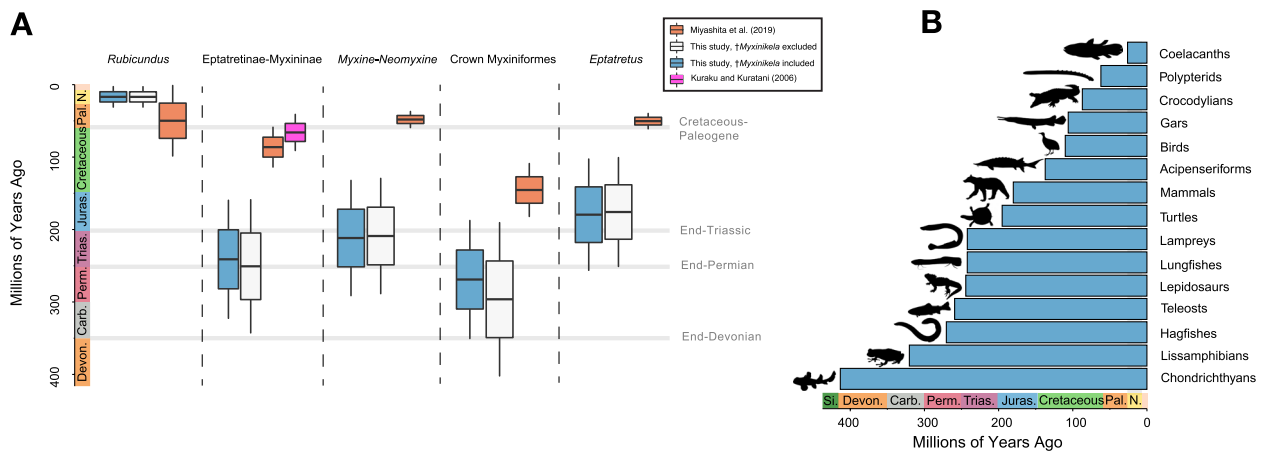 A
Miyashita et al. (2019)
This study, †Myxinikela excluded
This study, †Myxinikela included
Kuraku and Kuratani (2006)
Rubicundus
Eptatretinae-Myxininae
Myxine-Neomyxine
Crown Myxiniformes
Eptatretus
Millions of Years Ago
0
100
200
300
400
N.
Pal.
Cretaceous
Juras.
Trias.
Perm.
Carb.
Devon.
Cretaceous-
Paleogene
End-Triassic
End-Permian
End-Devonian
B
Coelacanths
Polypterids
Crocodylians
Gars
Birds
Acipenseriforms
Mammals
Turtles
Lampreys
Lungfishes
Lepidosaurs
Teleosts
Hagfishes
Lissamphibians
Chondrichthyans
Si. Devon. Carb. Perm. Trias. Juras. Cretaceous Pal. N.
400 300 200 100 0
Millions of Years Ago